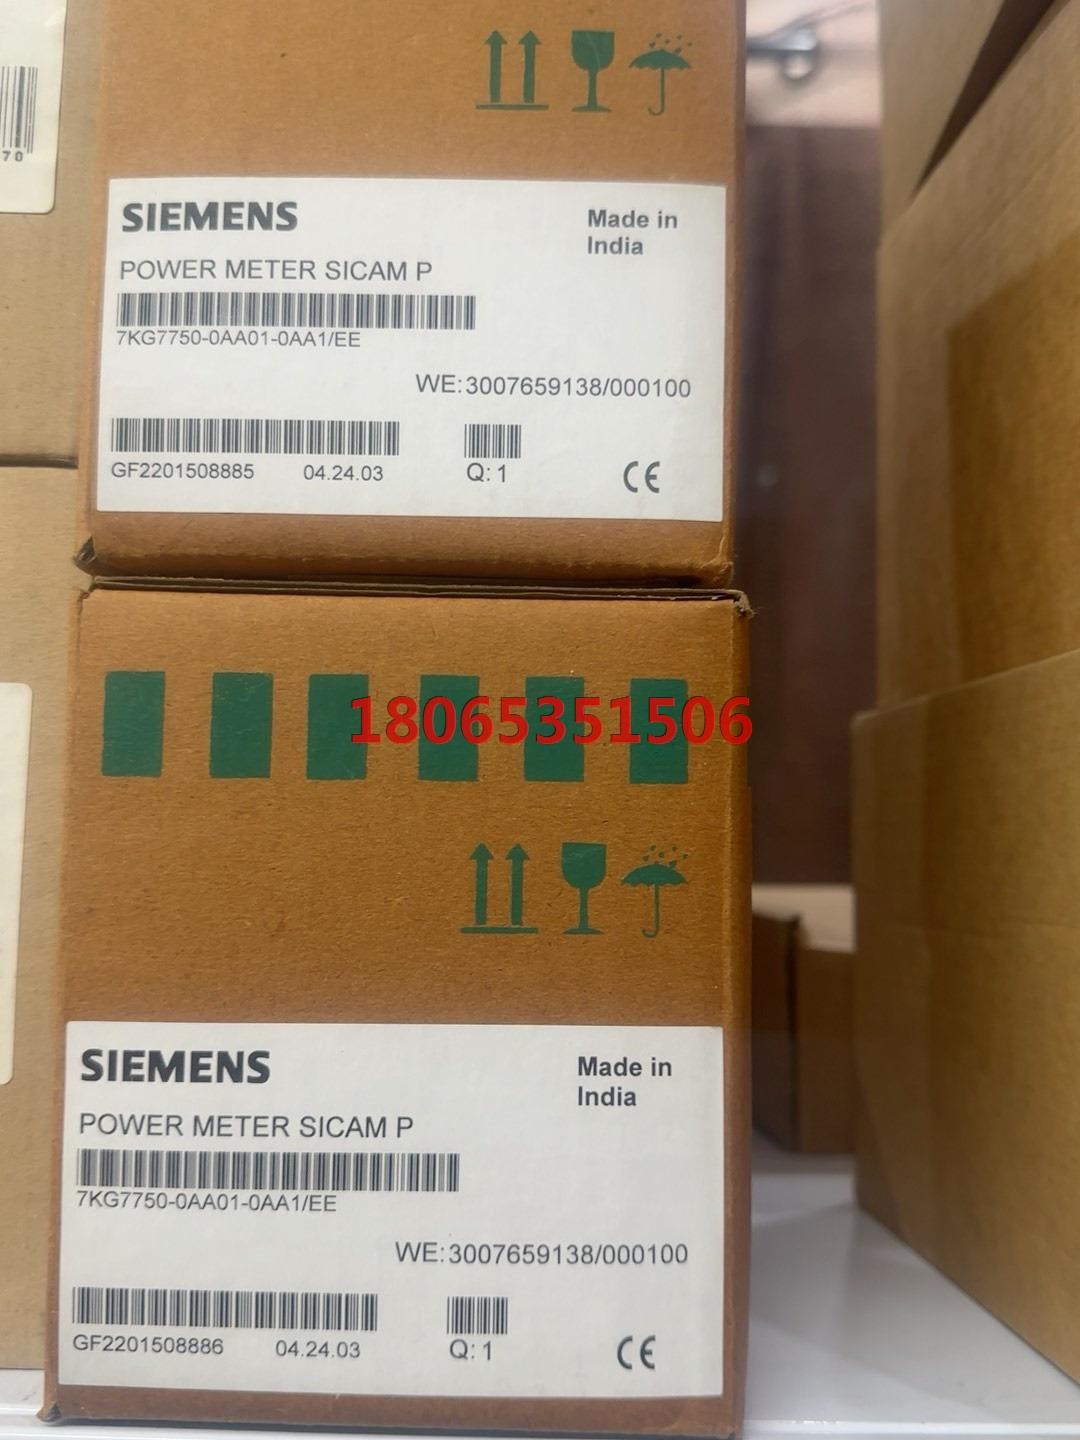 70
SIEMENS
Made in
India
POWER METER SICAM P
7KG7750-0AA01-0AA1/EE
WE:3007659138/000100
GF2201508885 04.24.03 Q:1 CE
18065351506
SIEMENS
Made in
India
POWER METER SICAM P
7KG7750-0AA01-0AA1/EE
WE:3007659138/000100
GF2201508886 04.24.03 Q:1 CE